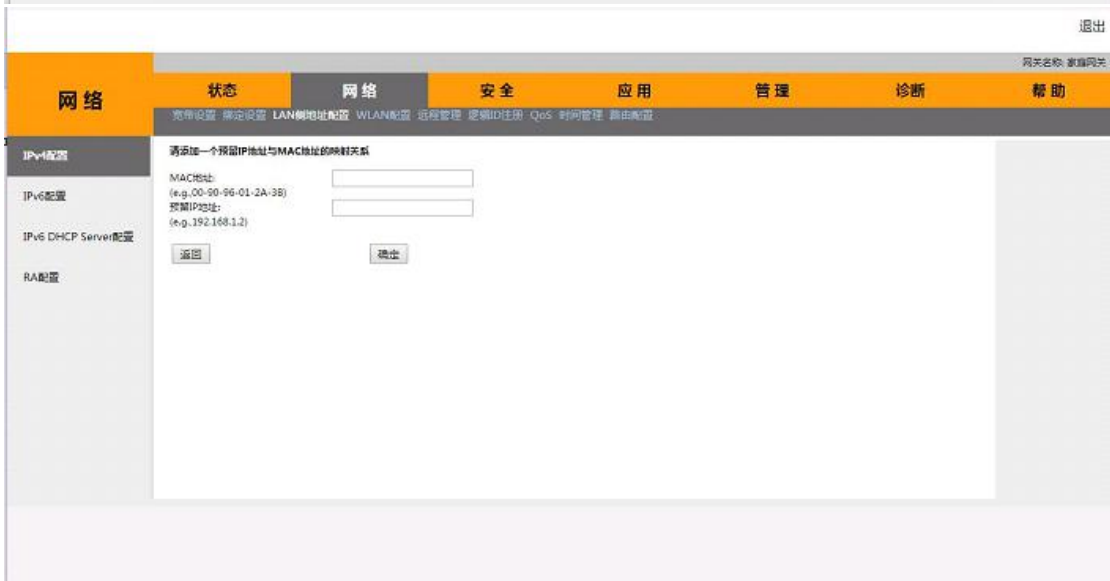 退出
网关名称: 家庭网关
网络
状态 网络 安全 应用 管理 诊断 帮助
宽带设置 绑定设置 LAN侧地址配置 WLAN配置 远程管理 逻辑ID注册 QoS 时间管理 路由配置
IPv4配置
IPv6配置
IPv6 DHCP Server配置
RA配置
请添加一个预留IP地址与MAC地址的映射关系
MAC地址:
(e.g.,00-90-96-01-2A-3B)
预留IP地址:
(e.g.,192.168.1.2)
返回 确定